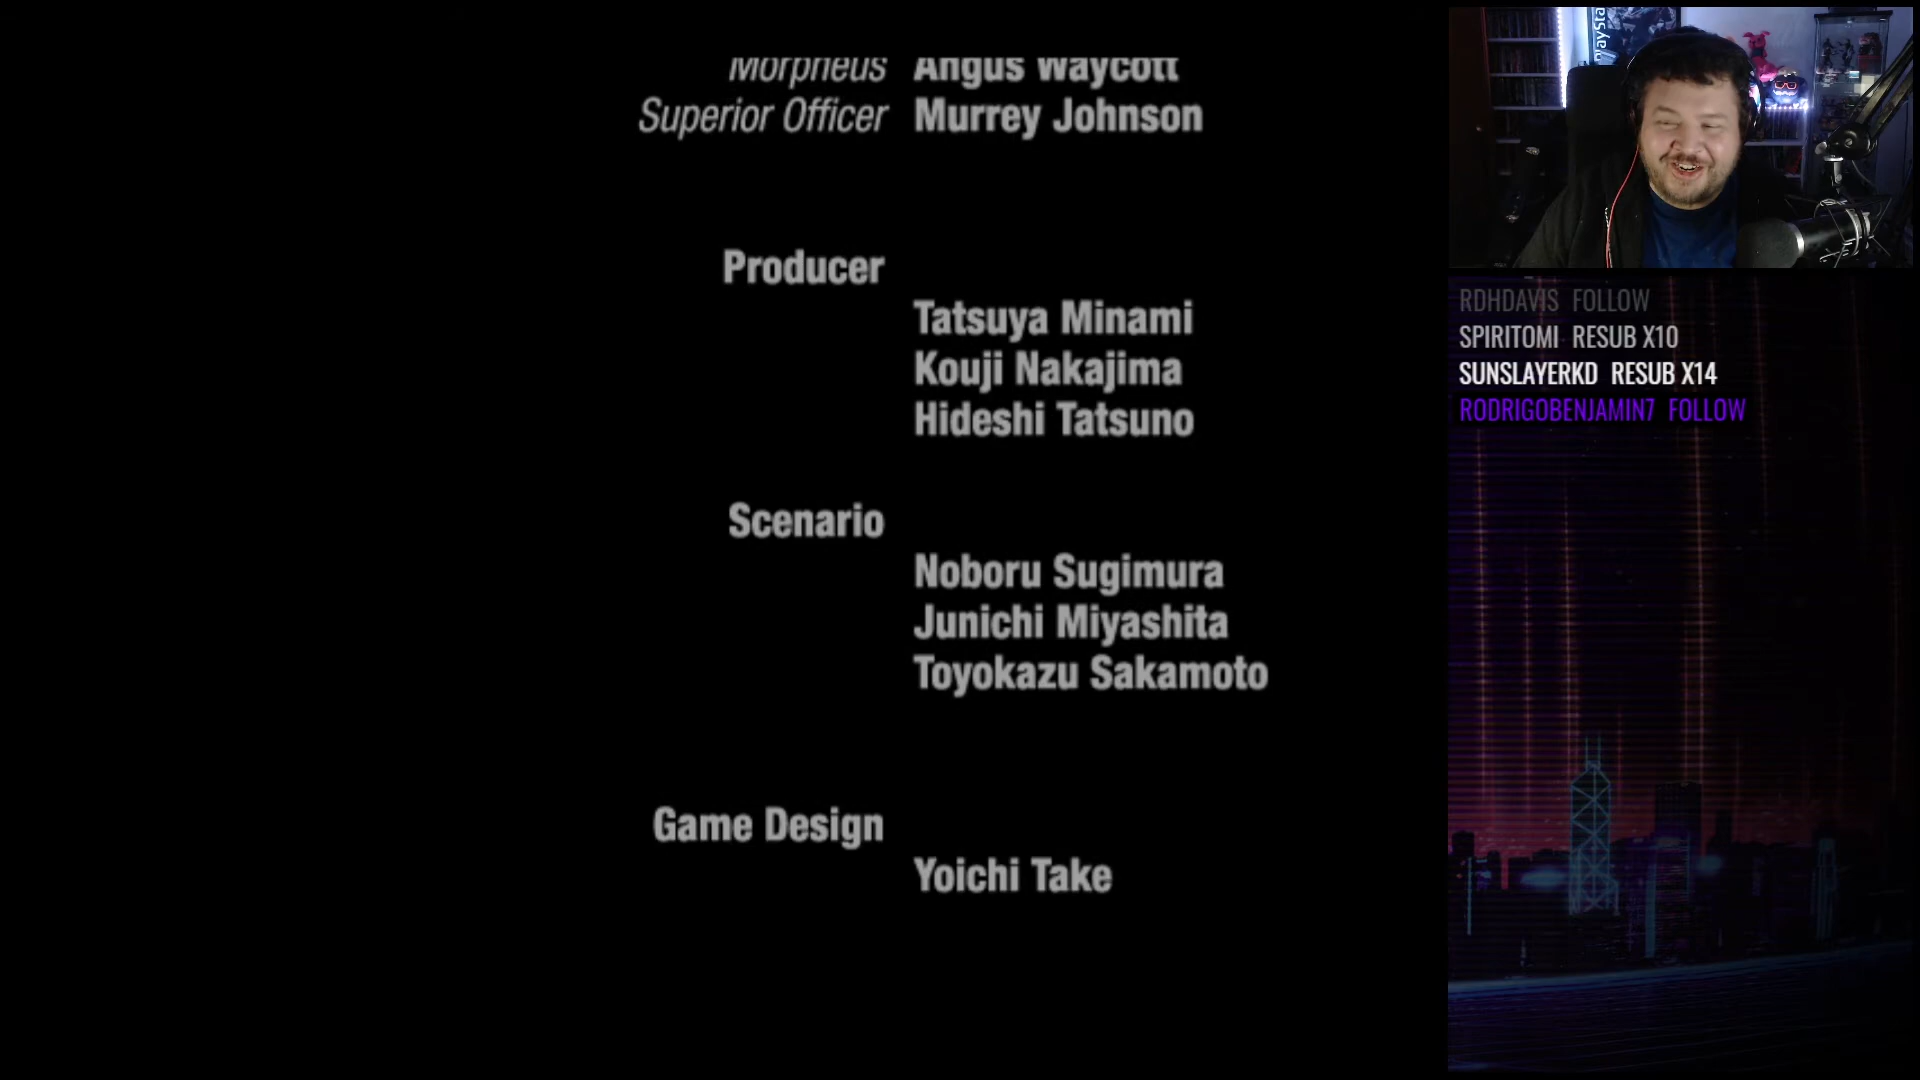 Morpheus Angus Waycott
Superior Officer Murrey Johnson
Producer
Tatsuya Minami
Kouji Nakajima
Hideshi Tatsuno
Scenario
Noboru Sugimura
Junichi Miyashita
Toyokazu Sakamoto
Game Design
Yoichi Take
PlaySta
RDHDAVIS FOLLOW
SPIRITOMI RESUB X10
SUNSLAYERKD RESUB X14
RODRIGOBENJAMIN7 FOLLOW